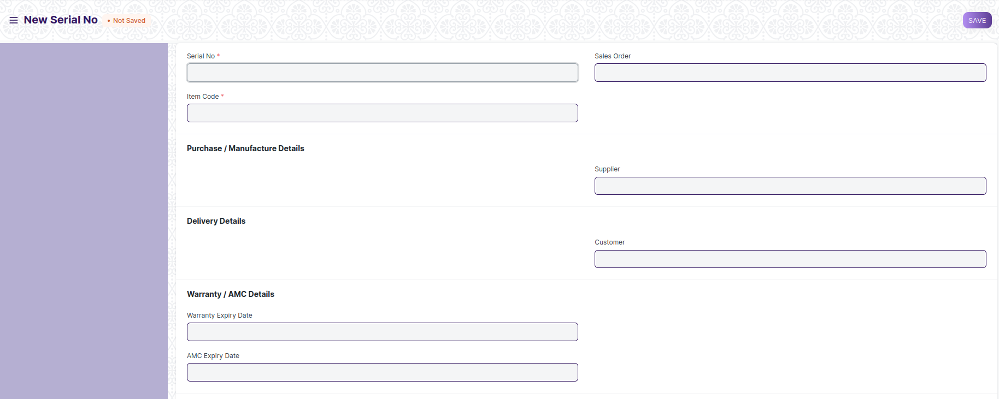 New Serial No
• Not Saved
SAVE
Serial No *
Sales Order
Item Code *
Purchase / Manufacture Details
Supplier
Delivery Details
Customer
Warranty / AMC Details
Warranty Expiry Date
AMC Expiry Date